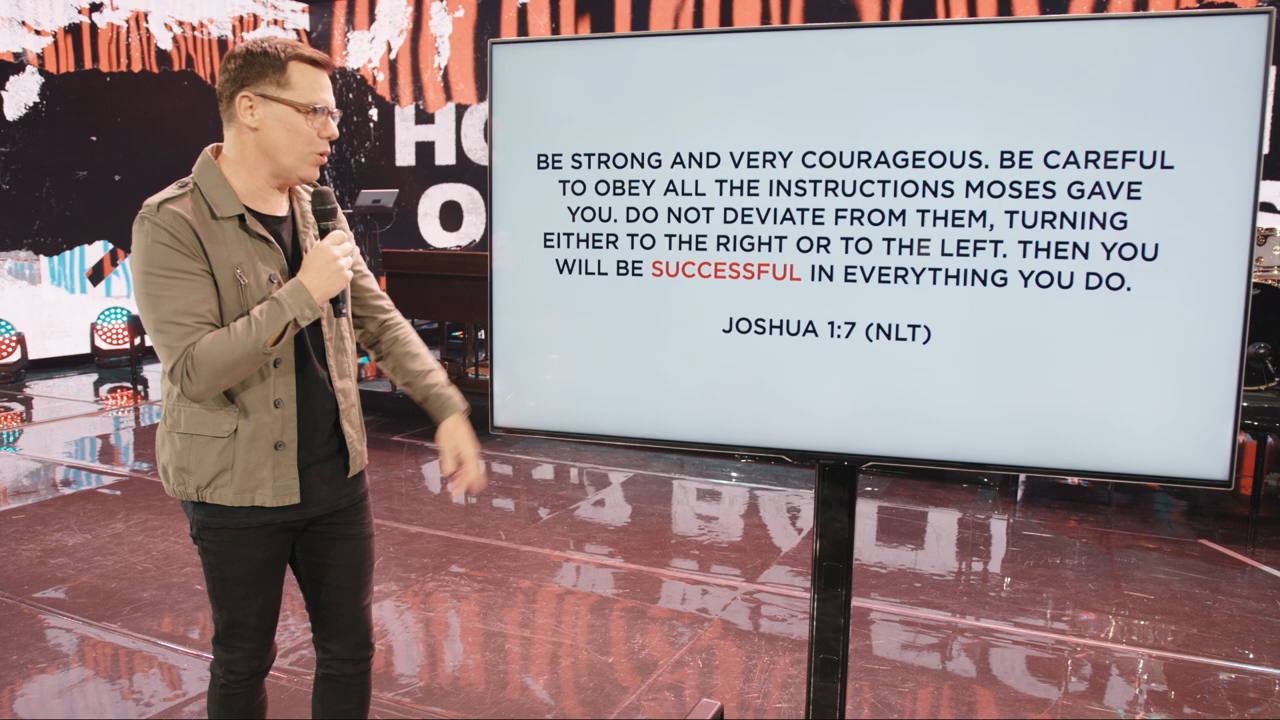 BE STRONG AND VERY COURAGEOUS. BE CAREFUL
TO OBEY ALL THE INSTRUCTIONS MOSES GAVE
YOU. DO NOT DEVIATE FROM THEM, TURNING
EITHER TO THE RIGHT OR TO THE LEFT. THEN YOU
WILL BE SUCCESSFUL IN EVERYTHING YOU DO.
JOSHUA 1:7 (NLT)